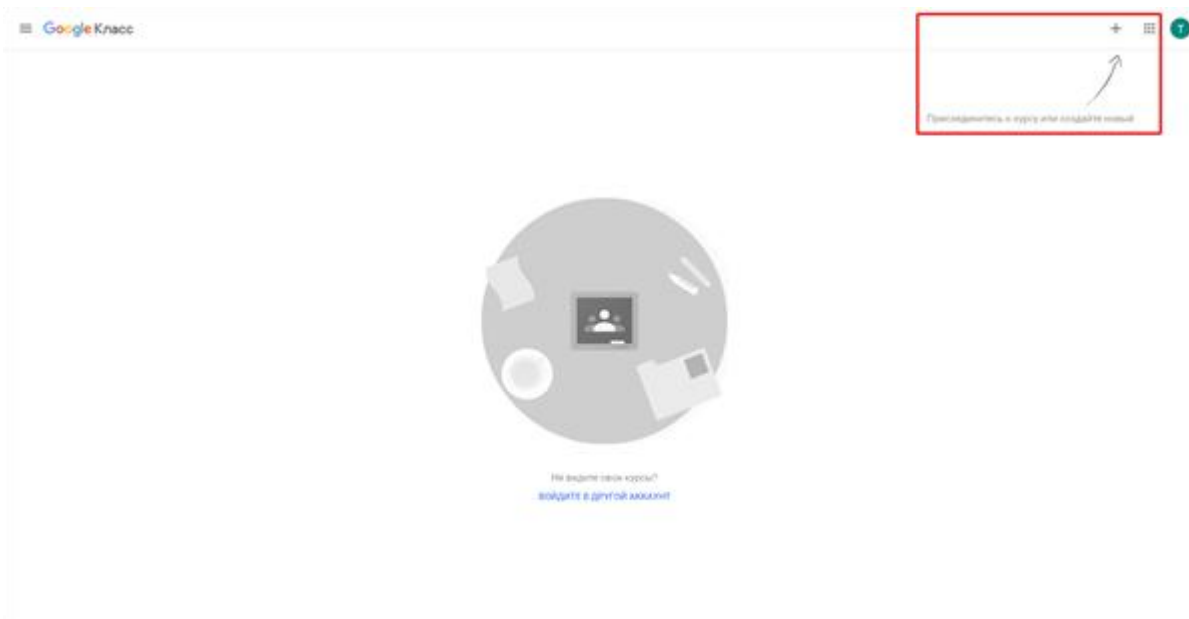 Google Класс
T
Присоединитесь к курсу или создайте новый
Не видите свои курсы?
ВОЙДИТЕ В ДРУГОЙ АККАУНТ